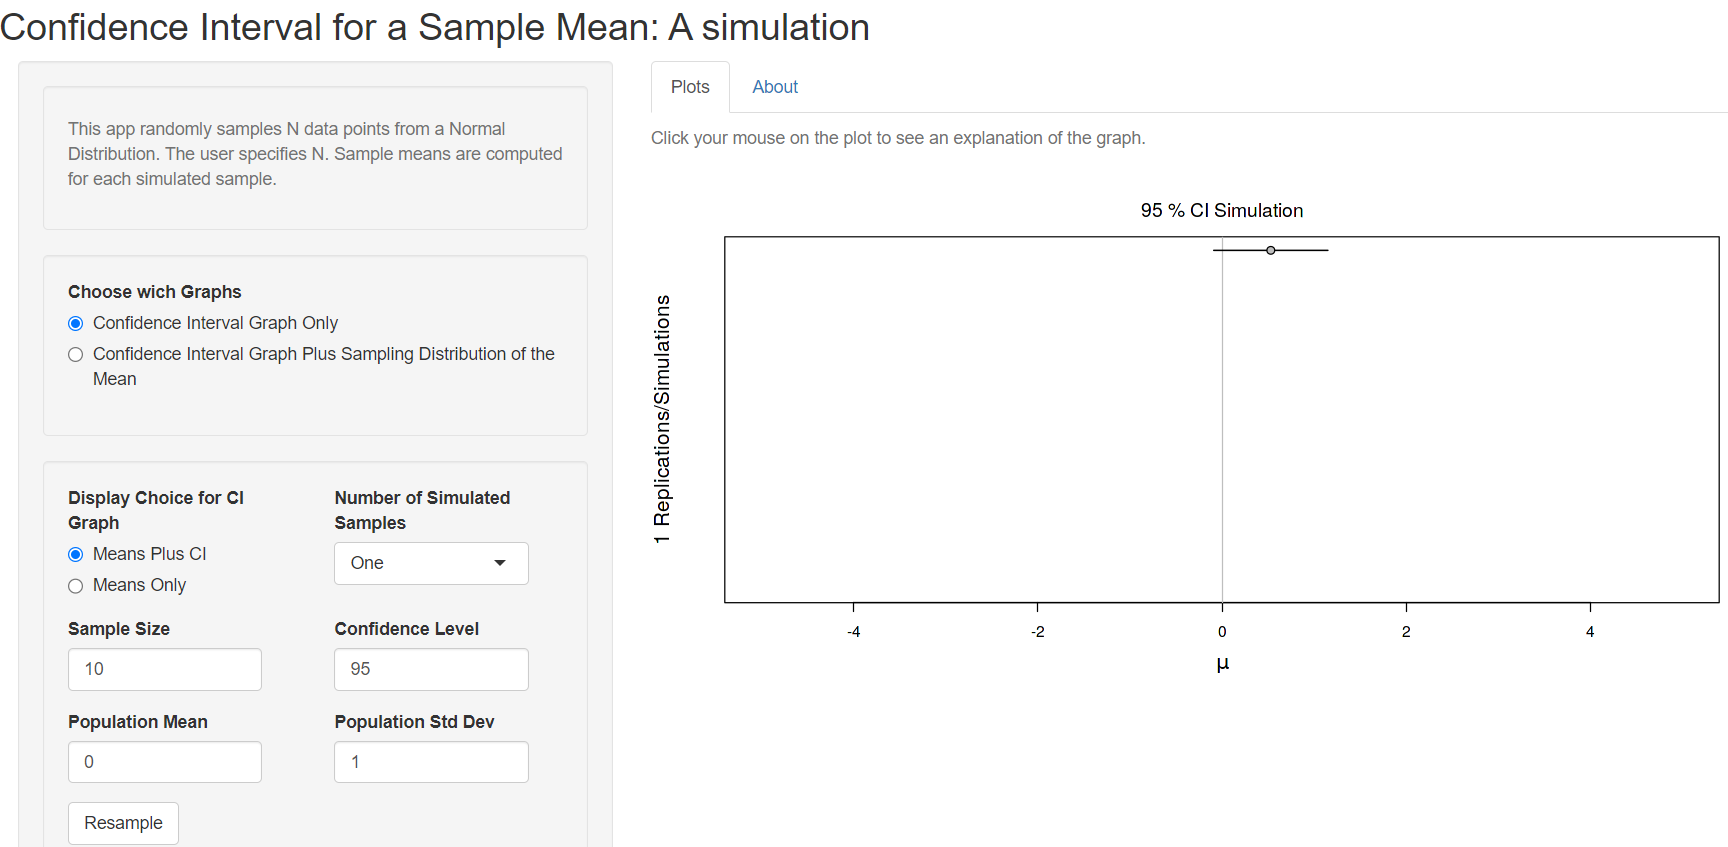 Confidence Interval for a Sample Mean: A simulation
This app randomly samples N data points from a Normal
Distribution. The user specifies N. Sample means are computed
for each simulated sample.
Choose wich Graphs
Confidence Interval Graph Only
Confidence Interval Graph Plus Sampling Distribution of the
Mean
Display Choice for CI
Graph
Means Plus CI
Means Only
Number of Simulated
Samples
One
Sample Size
10
Confidence Level
95
Population Mean
0
Population Std Dev
1
Resample
Plots
About
Click your mouse on the plot to see an explanation of the graph.
95 % CI Simulation
1 Replications/Simulations
-4 -2 0 2 4
μ